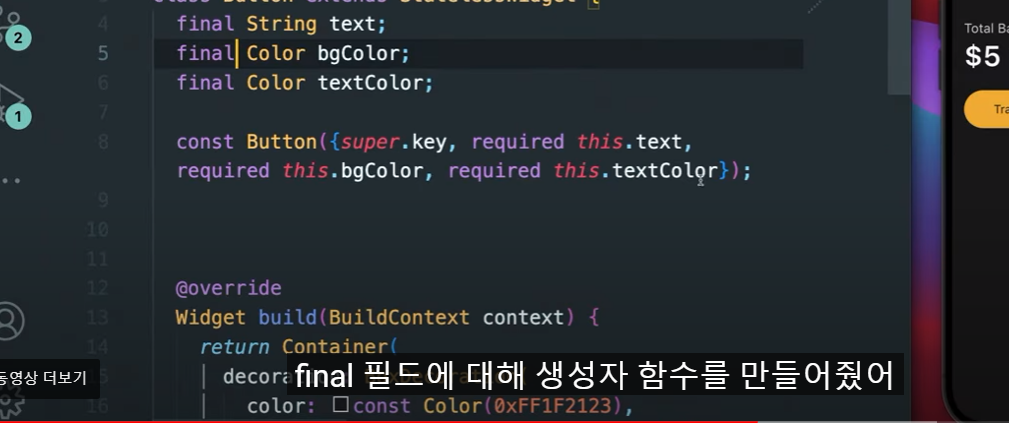 class Button extends StatelessWidget {
4 final String text;
5 final Color bgColor;
6 final Color textColor;
7
8 const Button({super.key, required this.text,
required this.bgColor, required this.textColor});
9
10
11
12 @override
13 Widget build(BuildContext context) {
14 return Container(
16 color: const Color(0xFF1F2123),
2
1
동영상 더보기
final 필드에 대해 생성자 함수를 만들어줬어
Total Ba
$5
Tra